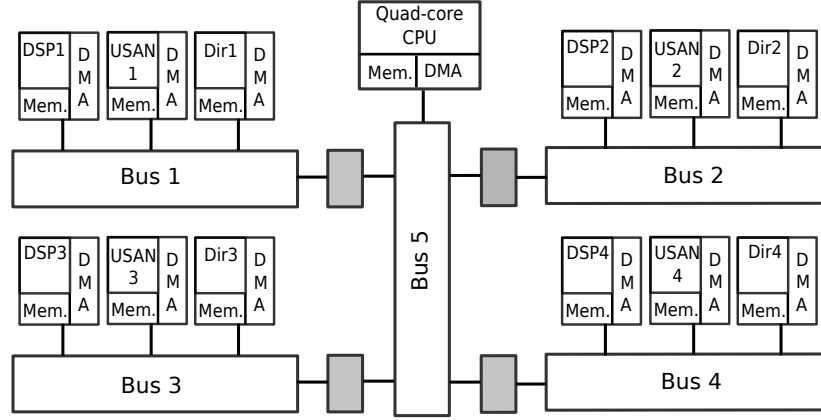 Quad-core
CPU
Mem. DMA
DSP1
Mem.
D
M
A
USAN
1
Mem.
D
M
A
Dir1
Mem.
D
M
A
DSP2
Mem.
D
M
A
USAN
2
Mem.
D
M
A
Dir2
Mem.
D
M
A
Bus 1
Bus 2
Bus 5
DSP3
Mem.
D
M
A
USAN
3
Mem.
D
M
A
Dir3
Mem.
D
M
A
DSP4
Mem.
D
M
A
USAN
4
Mem.
D
M
A
Dir4
Mem.
D
M
A
Bus 3
Bus 4